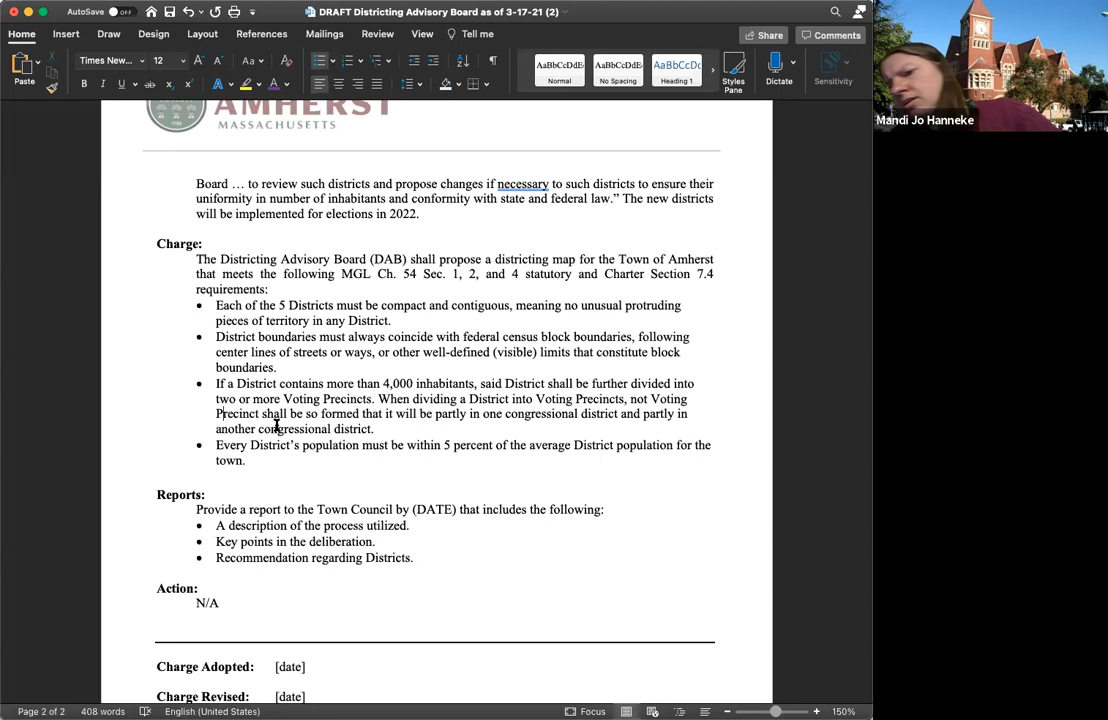 AutoSave OFF DRAFT Districting Advisory Board as of 3-17-21 (2)
Home Insert Draw Design Layout References Mailings Review View Tell me Share Comments
Paste Times New... 12 Aa AaBbCcDdE AaBbCcDdE AaBbCcDc Styles Pane Dictate Sensitivity
Normal No Spacing Heading 1
B I U ab x₂ x² A A
AMHERST
MASSACHUSETTS
Board … to review such districts and propose changes if necessary to such districts to ensure their
uniformity in number of inhabitants and conformity with state and federal law.” The new districts
will be implemented for elections in 2022.
Charge:
The Districting Advisory Board (DAB) shall propose a districting map for the Town of Amherst
that meets the following MGL Ch. 54 Sec. 1, 2, and 4 statutory and Charter Section 7.4
requirements:
• Each of the 5 Districts must be compact and contiguous, meaning no unusual protruding
pieces of territory in any District.
• District boundaries must always coincide with federal census block boundaries, following
center lines of streets or ways, or other well-defined (visible) limits that constitute block
boundaries.
• If a District contains more than 4,000 inhabitants, said District shall be further divided into
two or more Voting Precincts. When dividing a District into Voting Precincts, not Voting
Precinct shall be so formed that it will be partly in one congressional district and partly in
another congressional district.
• Every District’s population must be within 5 percent of the average District population for the
town.
Reports:
Provide a report to the Town Council by (DATE) that includes the following:
• A description of the process utilized.
• Key points in the deliberation.
• Recommendation regarding Districts.
Action:
N/A
Charge Adopted: [date]
Charge Revised: [date]
Page 2 of 2 408 words English (United States) Focus 150%
Mandi Jo Hanneke